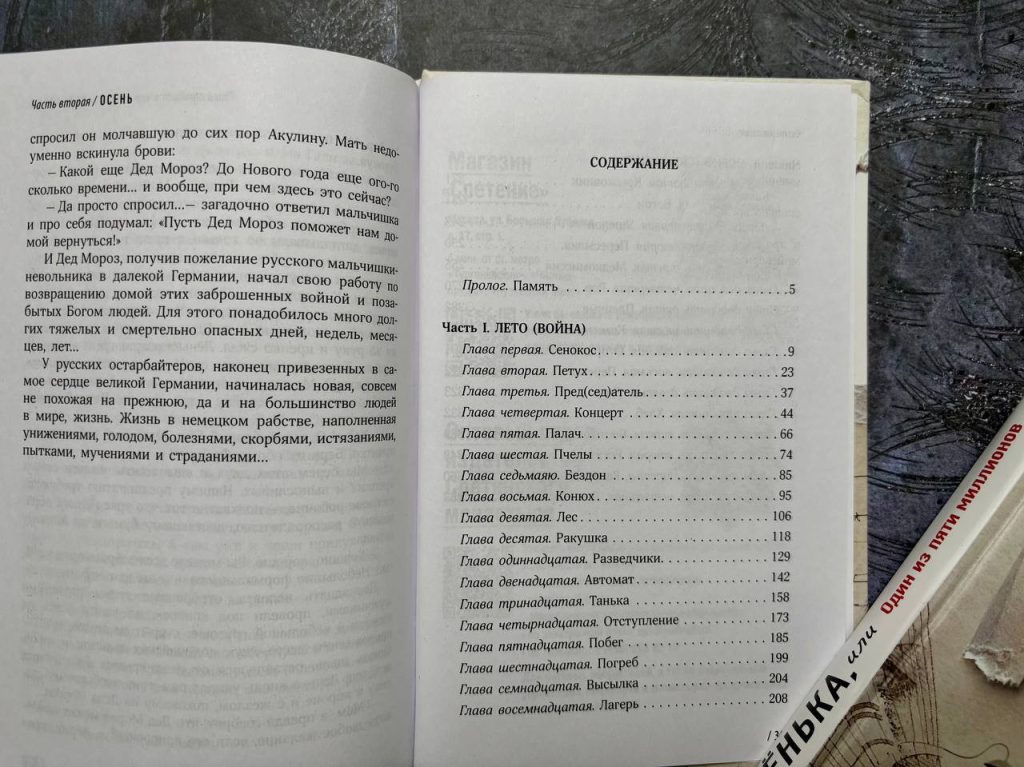 Часть вторая / ОСЕНЬ
спросил он молчавшую до сих пор Акулину. Мать недо-
уменно вскинула брови:
– Какой еще Дед Мороз? До Нового года еще ого-го
сколько времени... и вообще, при чем здесь это сейчас?
– Да просто спросил...– загадочно ответил мальчишка
и про себя подумал: «Пусть Дед Мороз поможет нам до-
мой вернуться!»
И Дед Мороз, получив пожелание русского мальчишки-
невольника в далекой Германии, начал свою работу по
возвращению домой этих заброшенных войной и поза-
бытых Богом людей. Для этого понадобилось много дол-
гих тяжелых и смертельно опасных дней, недель, меся-
цев, лет...
У русских остарбайтеров, наконец привезенных в са-
мое сердце великой Германии, начиналась новая, совсем
не похожая на прежнюю, да и на большинство людей
в мире, жизнь. Жизнь в немецком рабстве, наполненная
унижениями, голодом, болезнями, скорбями, истязаниями,
пытками, мучениями и страданиями...
СОДЕРЖАНИЕ
Пролог. Память . . . . . . . . . . . . . . . . . . . . . . . . . 5
Часть I. ЛЕТО (ВОЙНА)
Глава первая. Сенокос. . . . . . . . . . . . . . . . . . . . . 9
Глава вторая. Петух . . . . . . . . . . . . . . . . . . . . . 23
Глава третья. Пред(сед)атель . . . . . . . . . . . . . . . 37
Глава четвертая. Концерт . . . . . . . . . . . . . . . . . 44
Глава пятая. Палач. . . . . . . . . . . . . . . . . . . . . . 66
Глава шестая. Пчелы . . . . . . . . . . . . . . . . . . . . 74
Глава седьмаяю. Бездон . . . . . . . . . . . . . . . . . . 85
Глава восьмая. Конюх. . . . . . . . . . . . . . . . . . . . 95
Глава девятая. Лес . . . . . . . . . . . . . . . . . . . . . 106
Глава десятая. Ракушка . . . . . . . . . . . . . . . . . . 118
Глава одиннадцатая. Разведчики. . . . . . . . . . . . 129
Глава двенадцатая. Автомат . . . . . . . . . . . . . . . 142
Глава тринадцатая. Танька . . . . . . . . . . . . . . . . 158
Глава четырнадцатая. Отступление . . . . . . . . . . 173
Глава пятнадцатая. Побег . . . . . . . . . . . . . . . . . 185
Глава шестнадцатая. Погреб . . . . . . . . . . . . . . . 199
Глава семнадцатая. Высылка . . . . . . . . . . . . . . . 204
Глава восемнадцатая. Лагерь . . . . . . . . . . . . . . . 208
/ 3
ЕНЬКА, или Один из пяти миллионов